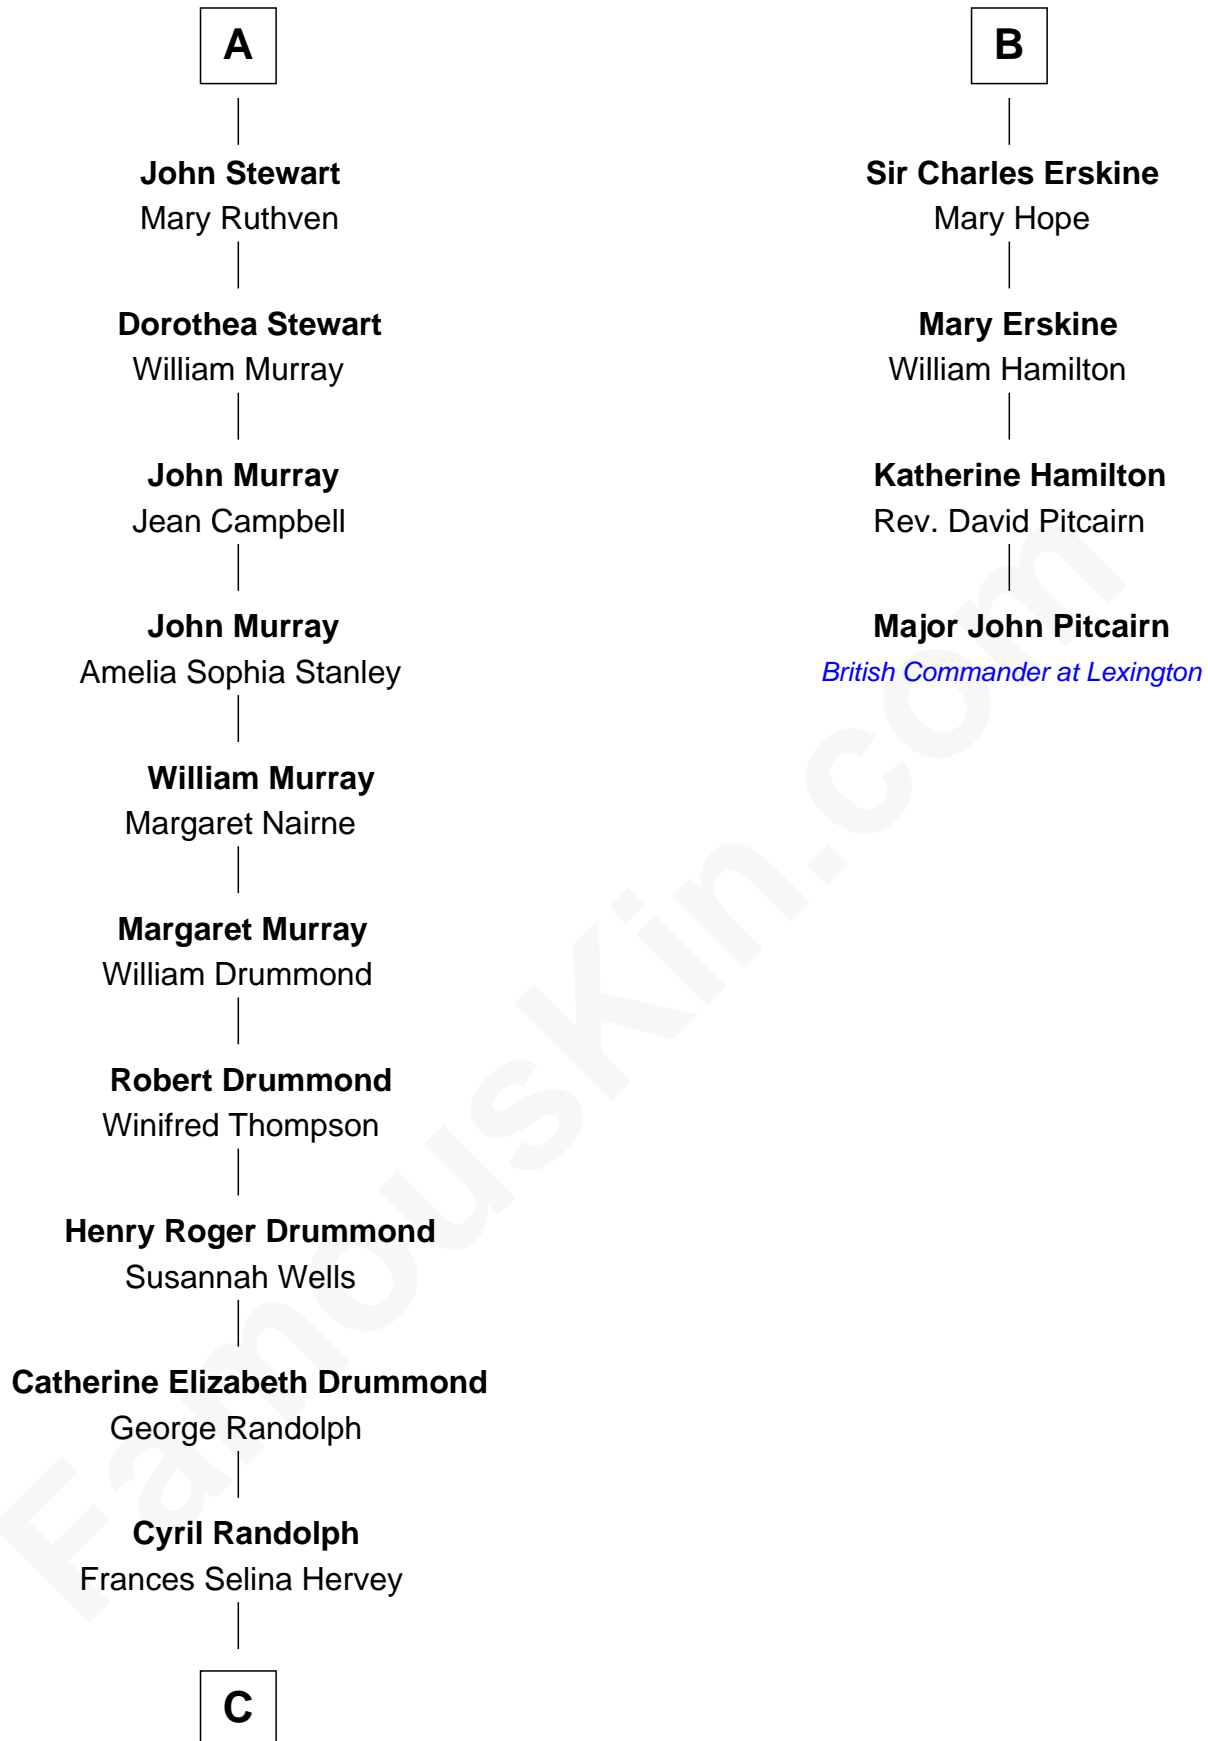 A
John Stewart
Mary Ruthven
Dorothea Stewart
William Murray
John Murray
Jean Campbell
John Murray
Amelia Sophia Stanley
William Murray
Margaret Nairne
Margaret Murray
William Drummond
Robert Drummond
Winifred Thompson
Henry Roger Drummond
Susannah Wells
Catherine Elizabeth Drummond
George Randolph
Cyril Randolph
Frances Selina Hervey
C
B
Sir Charles Erskine
Mary Hope
Mary Erskine
William Hamilton
Katherine Hamilton
Rev. David Pitcairn
Major John Pitcairn
British Commander at Lexington
FamousKin.com